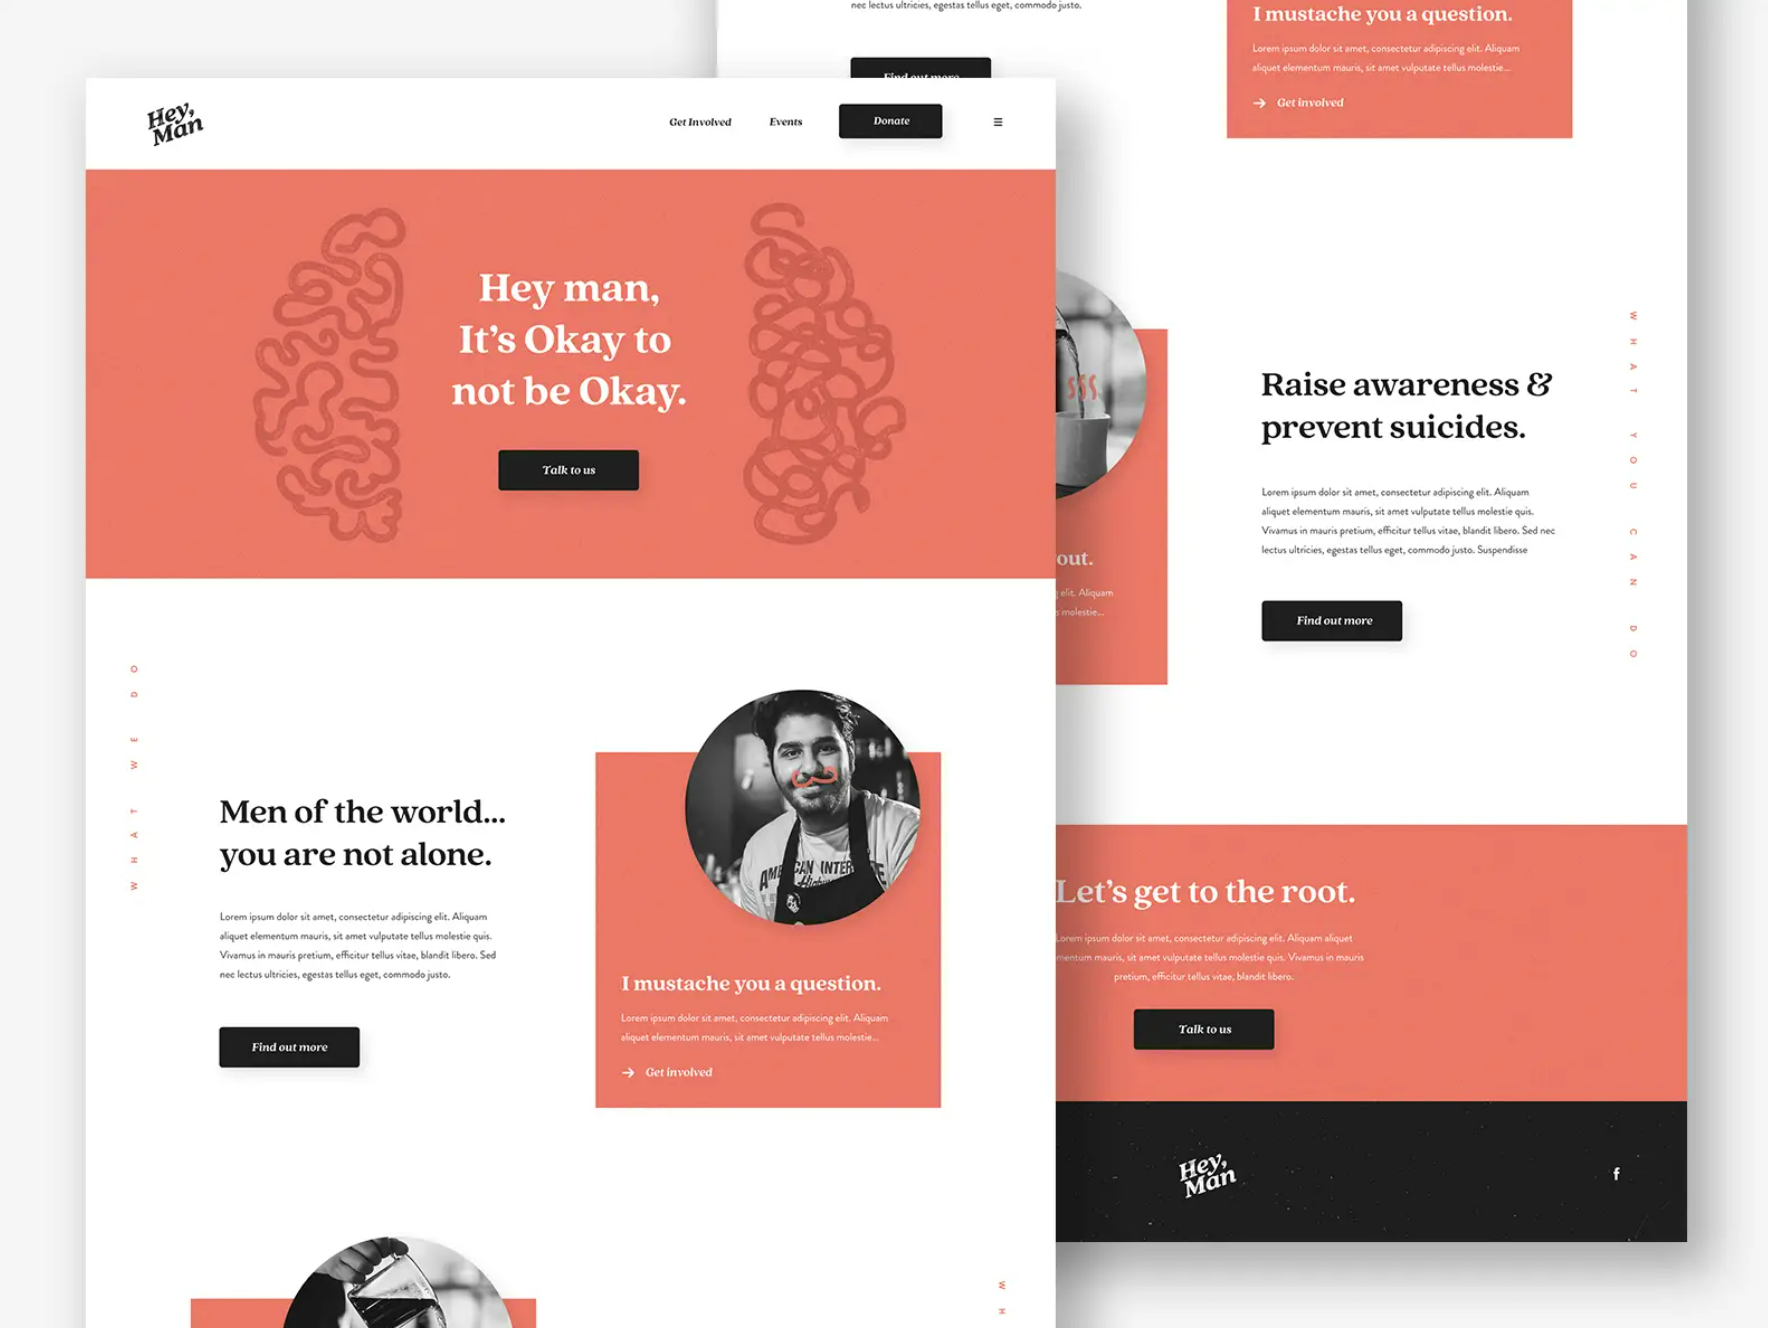 nec lectus ultricies, egestas tellus eget, commodo justo.
Find out more
I mustache you a question.
Lorem ipsum dolor sit amet, consectetur adipiscing elit. Aliquam
aliquet elementum mauris, sit amet vulputate tellus molestie...
→ Get involved
Hey,
Man
Get Involved
Events
Donate
Hey man,
It's Okay to
not be Okay.
Talk to us
WHAT WE DO
Men of the world...
you are not alone.
Lorem ipsum dolor sit amet, consectetur adipiscing elit. Aliquam
aliquet elementum mauris, sit amet vulputate tellus molestie quis.
Vivamus in mauris pretium, efficitur tellus vitae, blandit libero. Sed
nec lectus ultricies, egestas tellus eget, commodo justo.
Find out more
I mustache you a question.
Lorem ipsum dolor sit amet, consectetur adipiscing elit. Aliquam
aliquet elementum mauris, sit amet vulputate tellus molestie...
→ Get involved
W H
out.
elit. Aliquam
molestie...
Raise awareness &
prevent suicides.
Lorem ipsum dolor sit amet, consectetur adipiscing elit. Aliquam
aliquet elementum mauris, sit amet vulputate tellus molestie quis.
Vivamus in mauris pretium, efficitur tellus vitae, blandit libero. Sed nec
lectus ultricies, egestas tellus eget, commodo justo. Suspendisse
Find out more
WHAT YOU CAN DO
Let's get to the root.
Lorem ipsum dolor sit amet, consectetur adipiscing elit. Aliquam aliquet
mentum mauris, sit amet vulputate tellus molestie quis. Vivamus in mauris
pretium, efficitur tellus vitae, blandit libero.
Talk to us
Hey,
Man
f